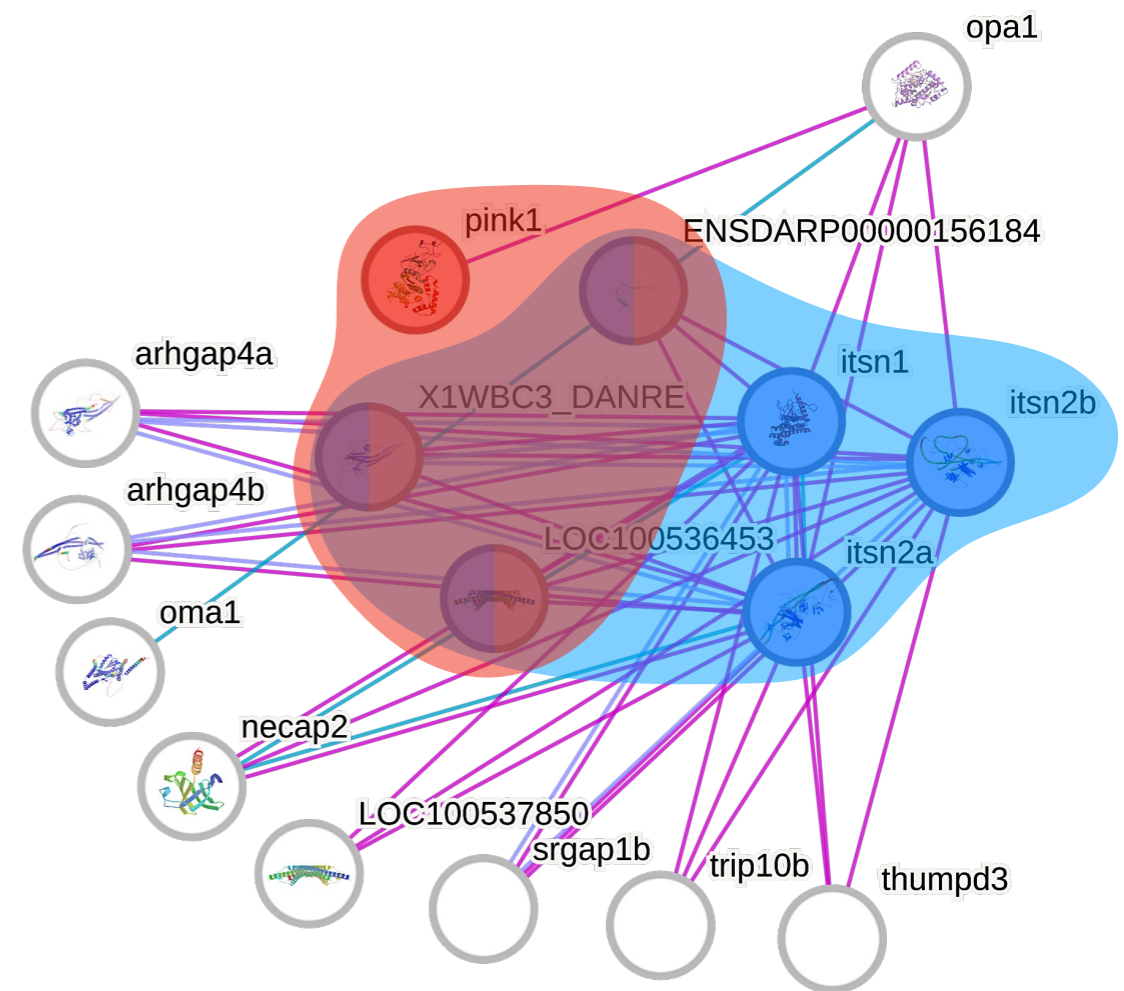 opa1
pink1
ENSDARP00000156184
arhgap4a
itsn1
X1WBC3_DANRE
itsn2b
arhgap4b
LOC100536453
itsn2a
oma1
necap2
LOC100537850
srgap1b
trip10b
thumpd3